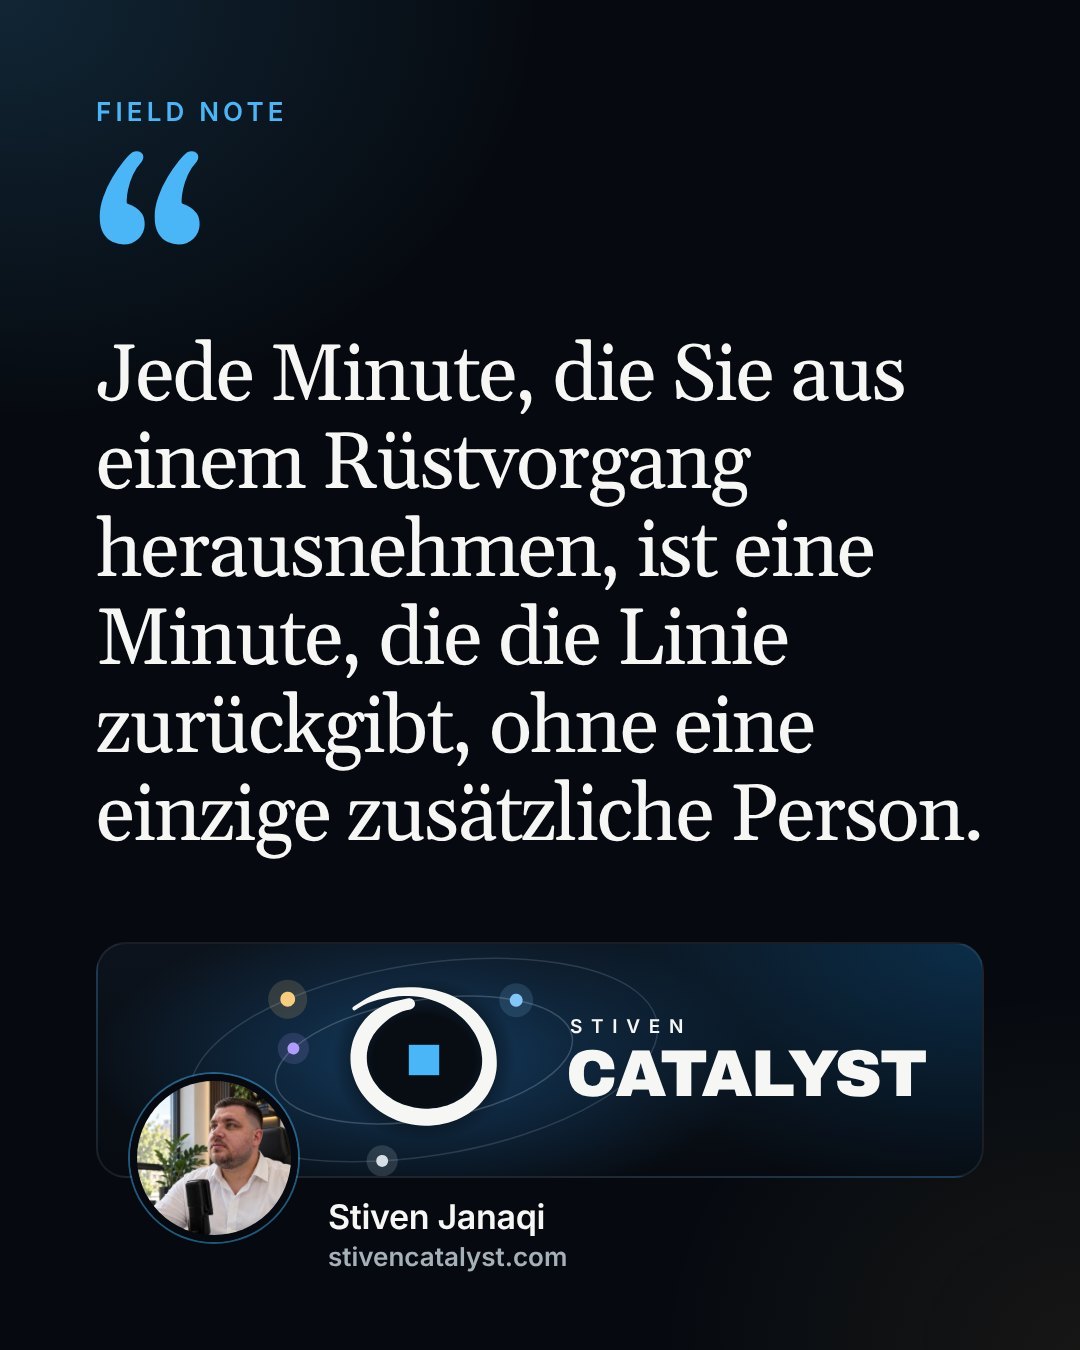 FIELD NOTE
“
Jede Minute, die Sie aus
einem Rüstvorgang
herausnehmen, ist eine
Minute, die die Linie
zurückgibt, ohne eine
einzige zusätzliche Person.
STIVEN
CATALYST
Stiven Janaqi
stivencatalyst.com